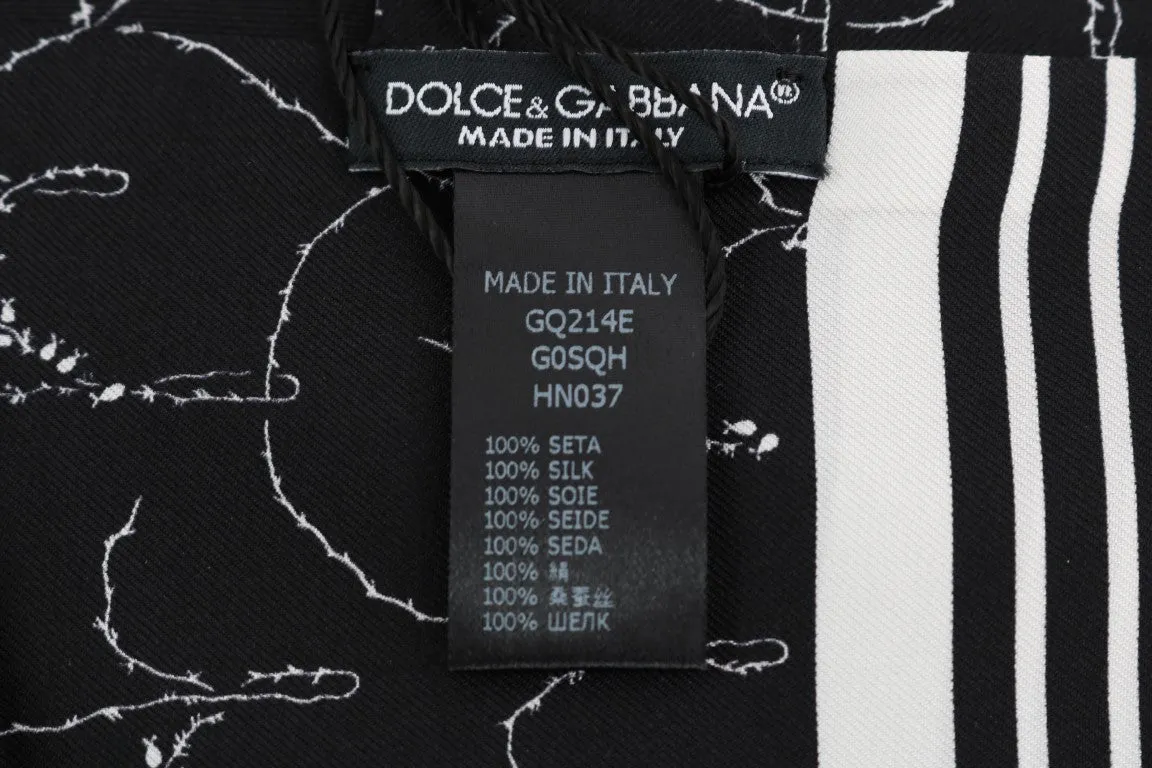 DOLCE & GABBANA
MADE IN ITALY
MADE IN ITALY
GQ214E
G0SQH
HN037
100% SETA
100% SILK
100% SOIE
100% SEIDE
100% SEDA
100% 絹
100% 桑蚕丝
100% ШЕЛК